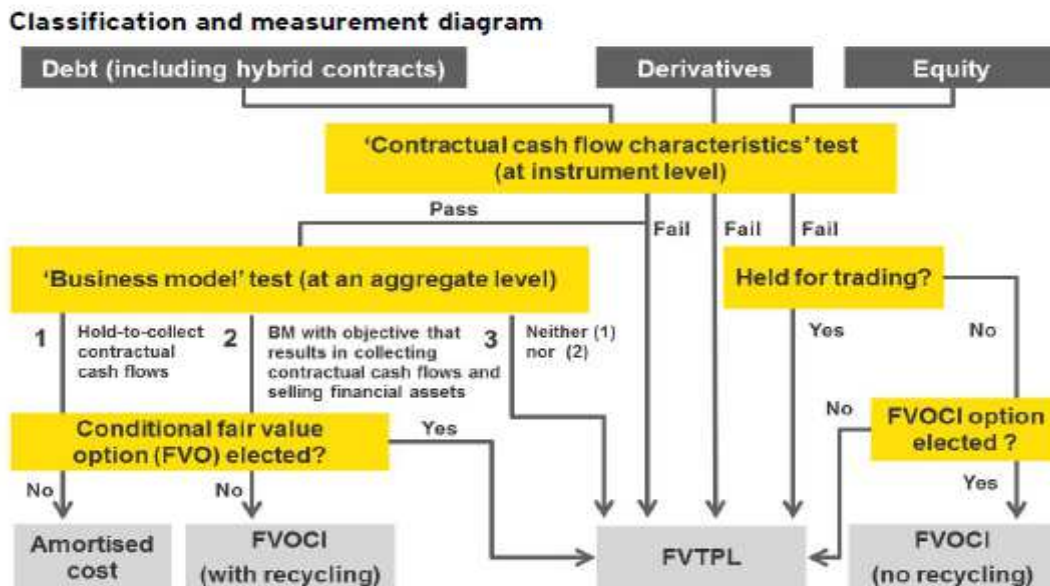 Classification and measurement diagram
Debt (including hybrid contracts)
Derivatives
Equity
‘Contractual cash flow characteristics’ test
(at instrument level)
Pass
Fail
Fail
Fail
‘Business model’ test (at an aggregate level)
Held for trading?
1
Hold-to-collect
contractual
cash flows
2
BM with objective that
results in collecting
contractual cash flows and
selling financial assets
3
Neither (1)
nor (2)
Yes
No
Conditional fair value
option (FVO) elected?
Yes
No
FVOCI option
elected ?
No
No
Yes
Amortised
cost
FVOCI
(with recycling)
FVTPL
FVOCI
(no recycling)